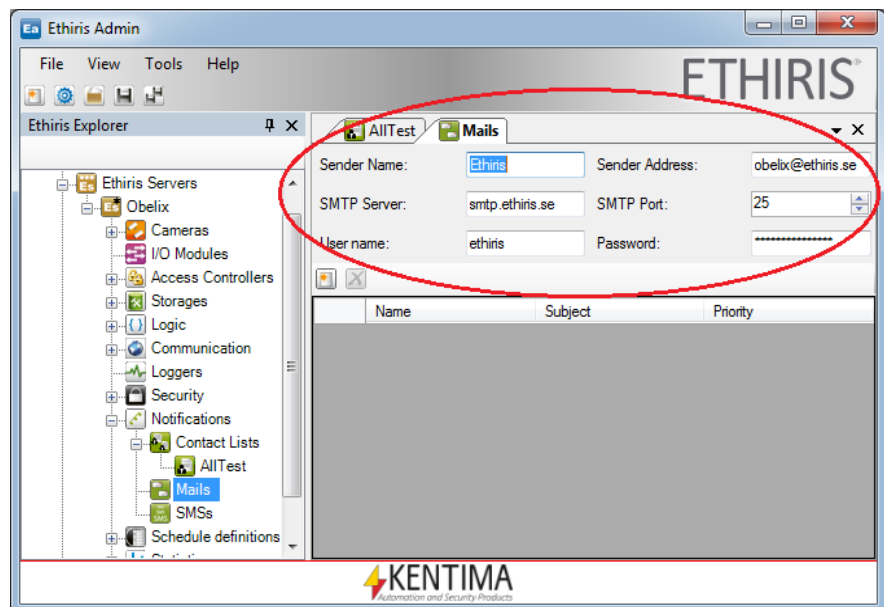 Ethiris Admin
File View Tools Help
ETHIRIS®
Ethiris Explorer
AllTest Mails
Sender Name: Ethiris Sender Address: obelix@ethiris.se
SMTP Server: smtp.ethiris.se SMTP Port: 25
User name: ethiris Password: ***************
Name Subject Priority
Ethiris Servers
Obelix
Cameras
I/O Modules
Access Controllers
Storages
Logic
Communication
Loggers
Security
Notifications
Contact Lists
AllTest
Mails
SMSs
Schedule definitions
KENTIMA
Automation and Security Products